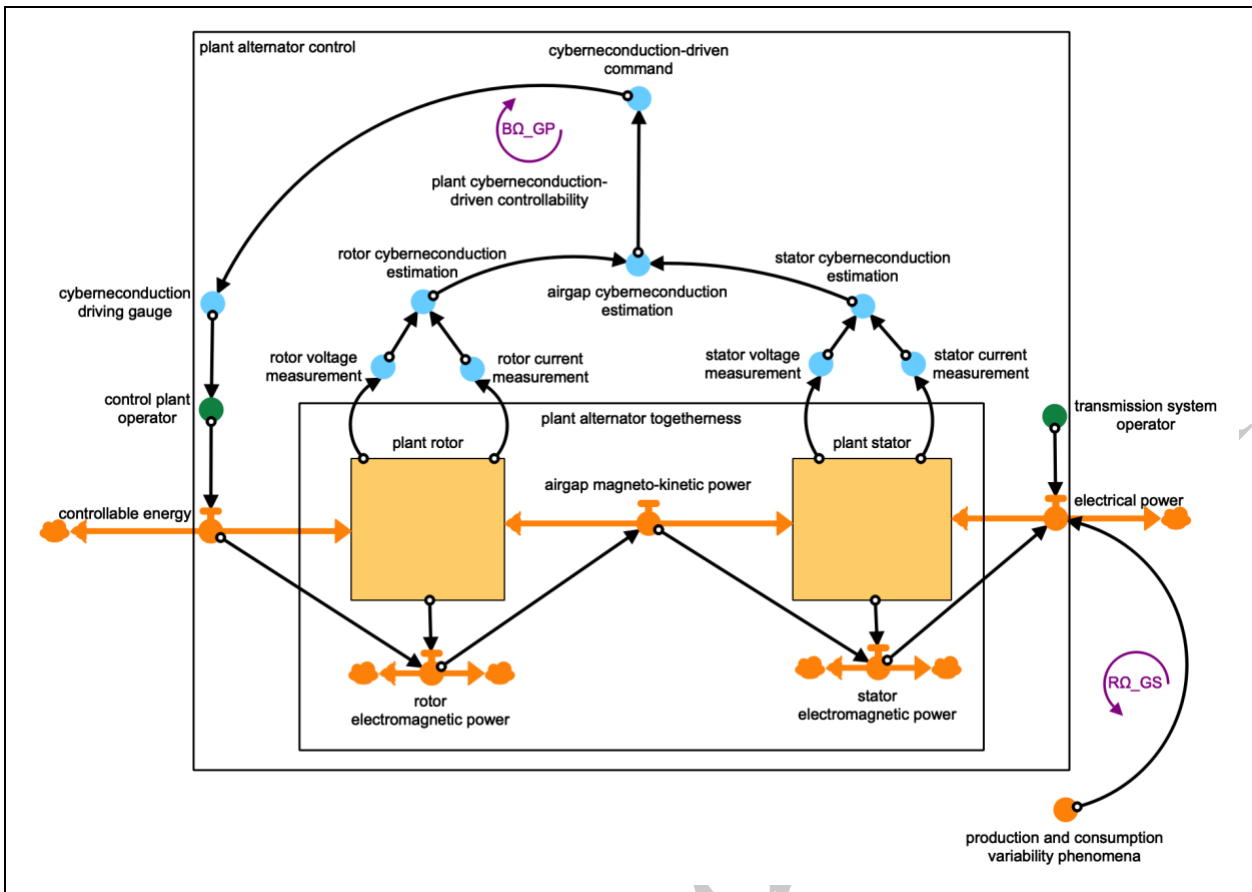 plant alternator control
cyberneconduction-driven
command
BΩ_GP
plant cyberneconduction-
driven controllability
rotor cyberneconduction
estimation
stator cyberneconduction
estimation
airgap cyberneconduction
estimation
cyberneconduction
driving gauge
rotor voltage
measurement
rotor current
measurement
stator voltage
measurement
stator current
measurement
control plant
operator
plant alternator togetherness
transmission system
operator
plant rotor
plant stator
airgap magneto-kinetic power
controllable energy
electrical power
rotor
electromagnetic power
stator
electromagnetic power
RΩ_GS
production and consumption
variability phenomena